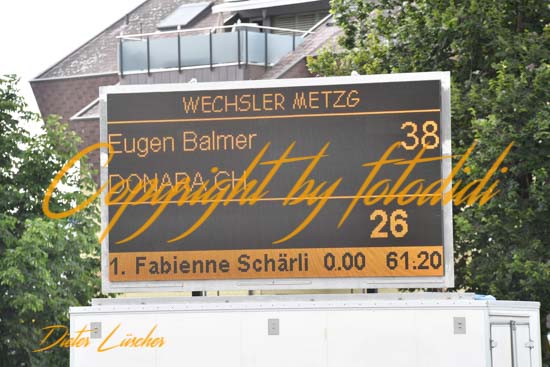 WECHSLER METZG
Eugen Balmer 38
DONARA CH
26
1. Fabienne Schärli 0.00 61.20
Copyright by fotodidi
Dieter Lüscher